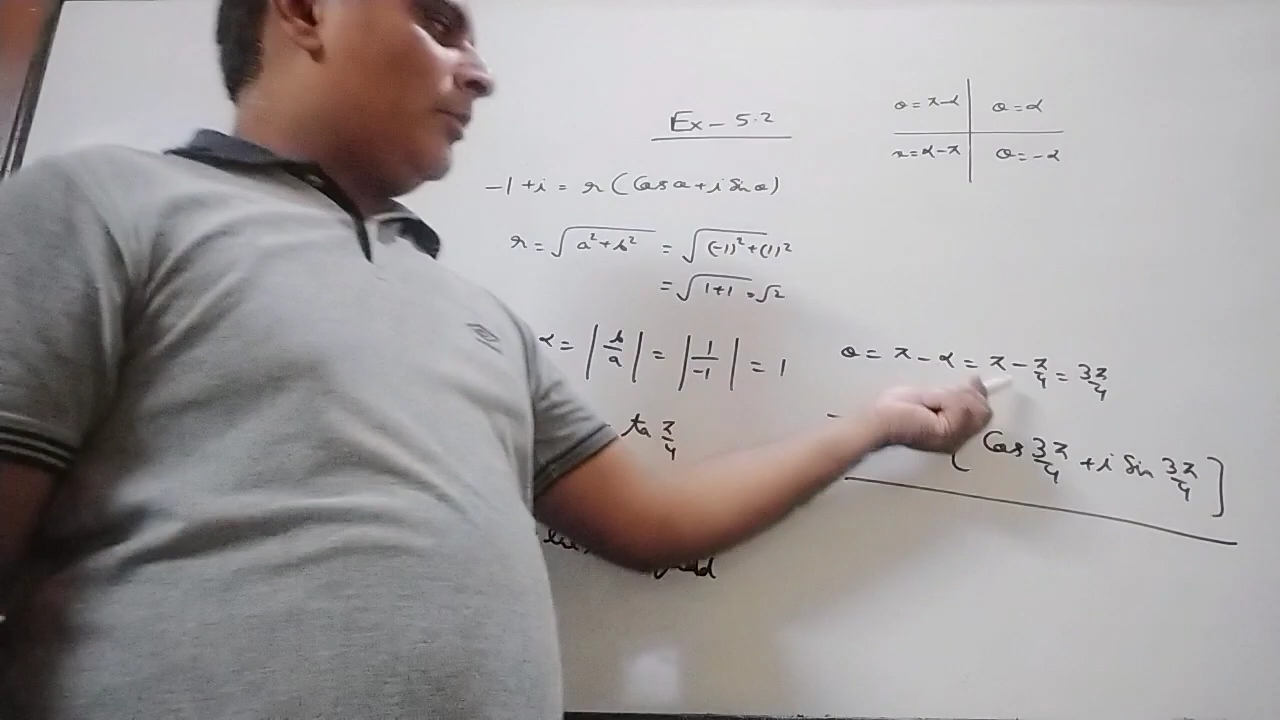 Ex - 5.2
θ = π-α | θ = α
π = α - π | θ = -α
-1 + i = r (Cos θ + i Sin θ)
r = √a² + b² = √(-1)² + (1)²
= √1+1 = √2
α = |b/a| = |1/-1| = 1
ta π/4
θ = π - α = π - π/4 = 3π/4
[Cos 3π/4 + i Sin 3π/4]